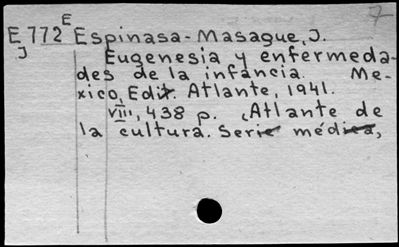 7
E
E 772 Espinasa-Masague, J.
J Eugenesia y enfermeda-
des de la infancia. Me-
xico, Edit. Atlante, 1941.
VIII, 438 p. (Atlante de
la cultura. Serie médica,